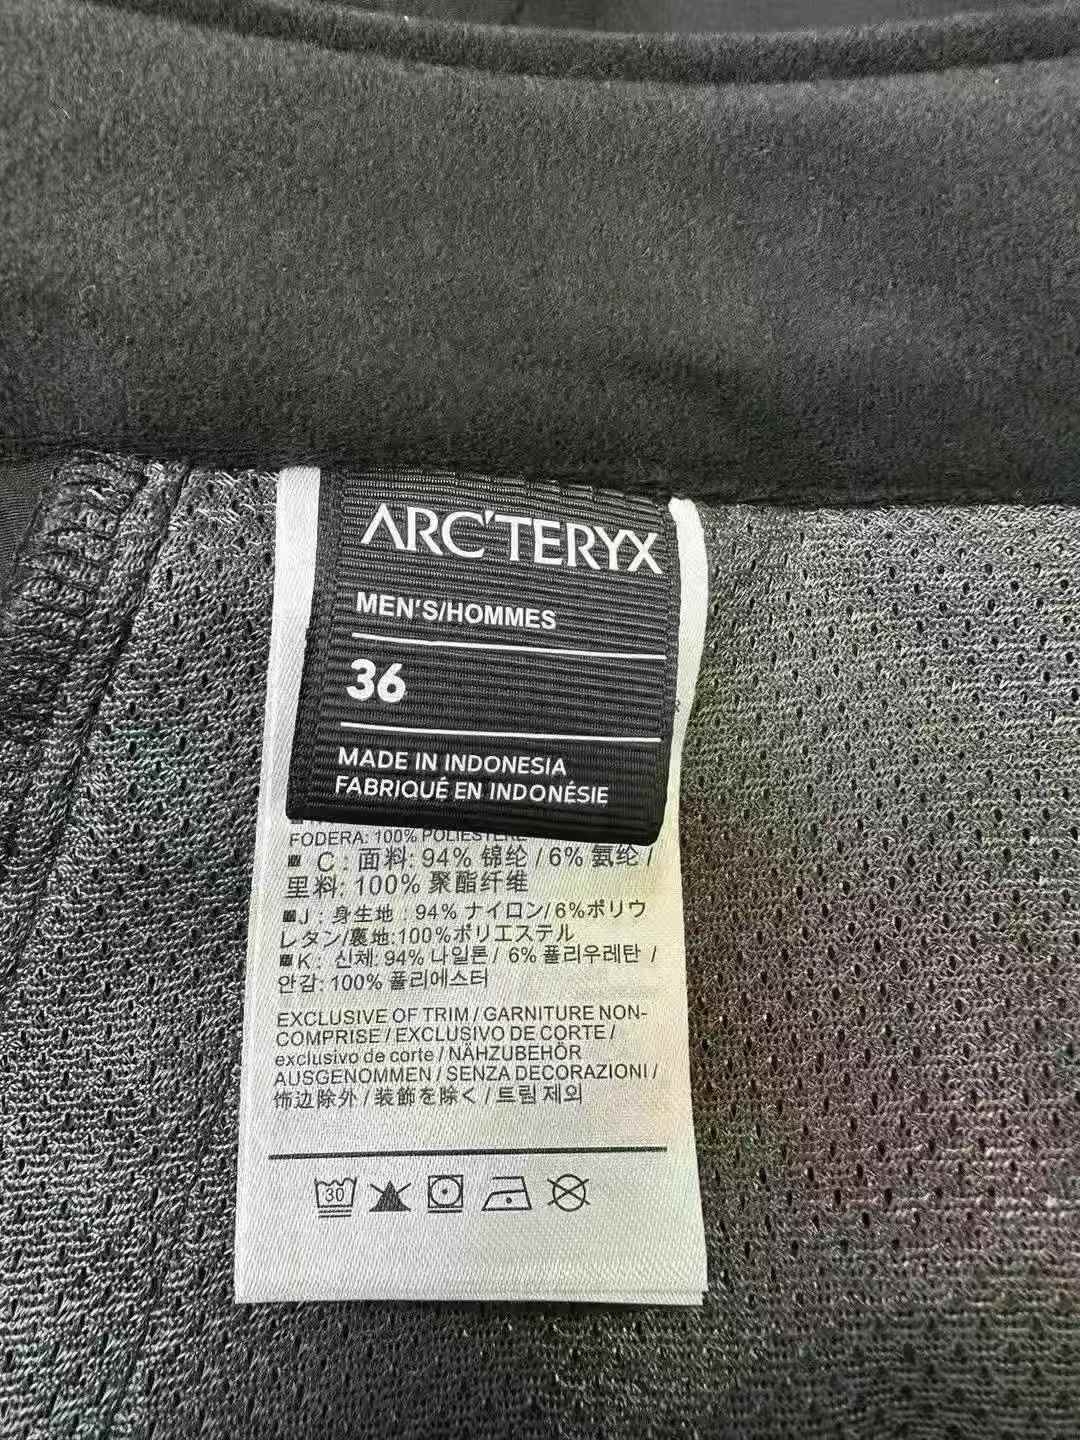 ARC'TERYX
MEN'S/HOMMES
36
MADE IN INDONESIA
FABRIQUÉ EN INDONÉSIE
FODERA: 100% POLIESTERE
C : 面料: 94% 锦纶 / 6% 氨纶 /
里料: 100% 聚酯纤维
J : 身生地 : 94% ナイロン/ 6%ポリウ
レタン/裏地:100%ポリエステル
K : 신체: 94% 나일론 / 6% 폴리우레탄 /
안감: 100% 폴리에스터
EXCLUSIVE OF TRIM / GARNITURE NON-
COMPRISE / EXCLUSIVO DE CORTE /
exclusivo de corte / NÄHZUBEHÖR
AUSGENOMMEN / SENZA DECORAZIONI /
饰边除外 / 装飾を除く / 트림 제외
30